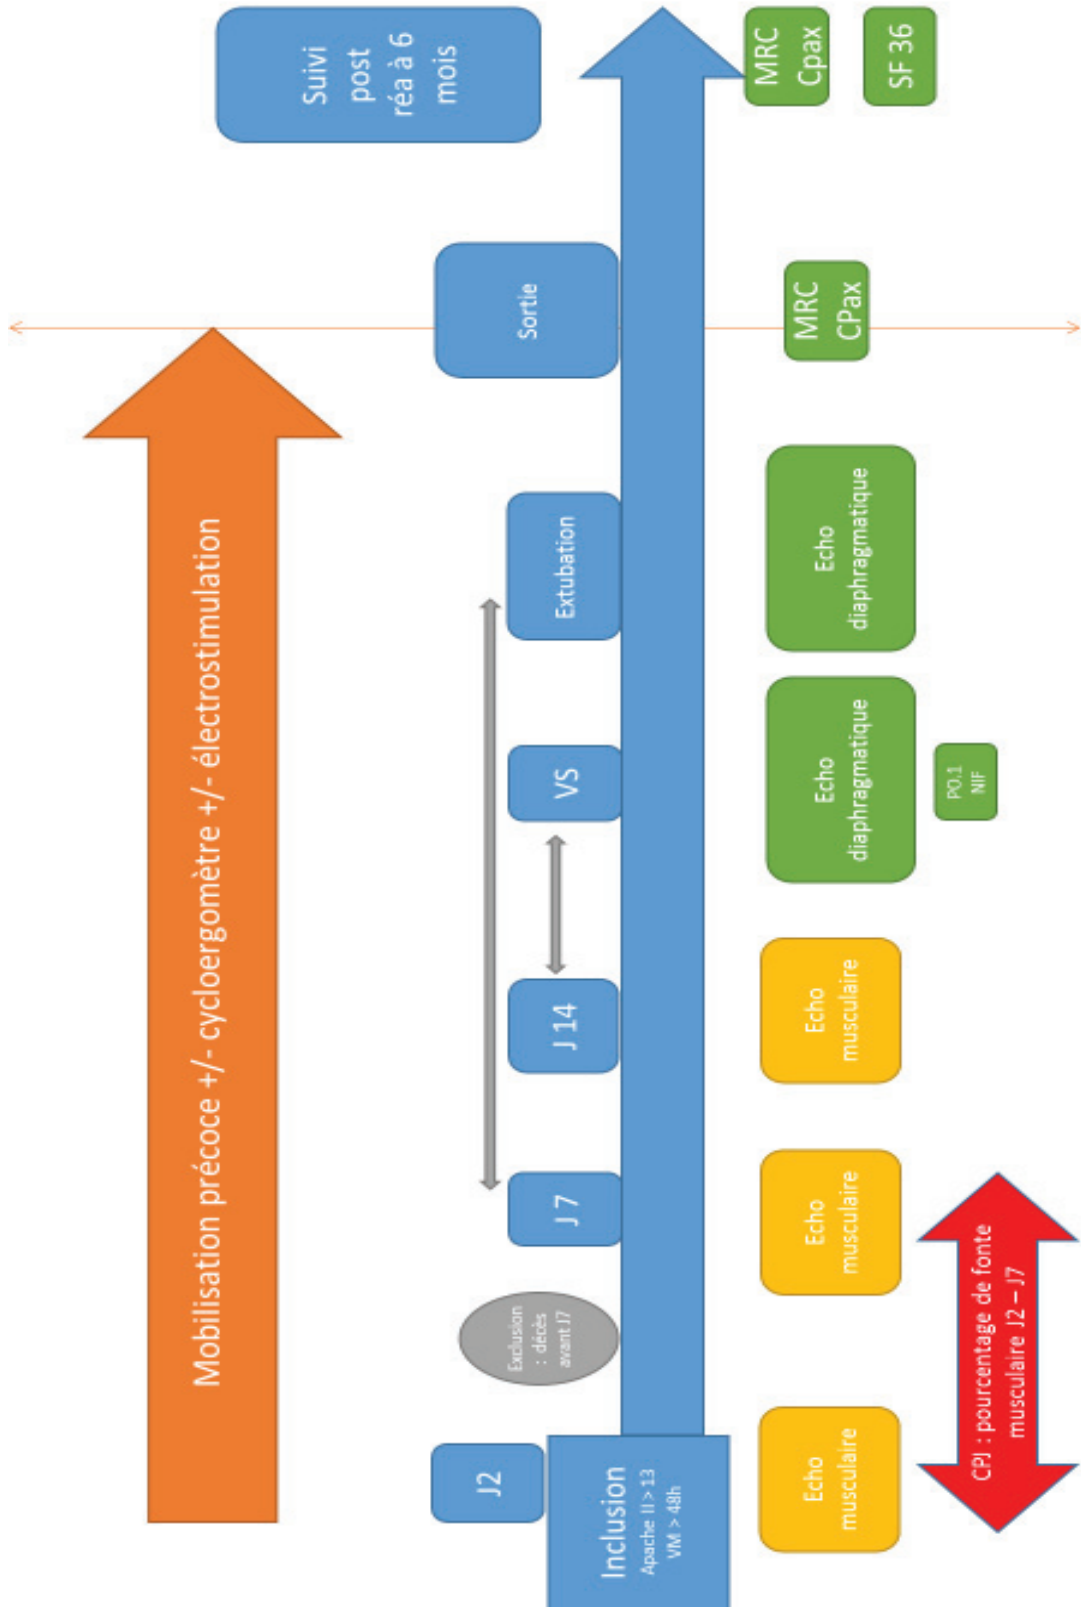 Mobilisation précoce +/- cycloergomètre +/- électrostimulation
Suivi
post
réa à 6
mois
J2
Exclusion
: décès
avant J7
J 7
J 14
VS
Extubation
Sortie
Inclusion
Apache II > 13
VM > 48h
Echo
musculaire
Echo
musculaire
Echo
musculaire
Echo
diaphragmatique
Echo
diaphragmatique
MRC
CPax
MRC
Cpax
SF 36
P0.1
NIF
CPJ : pourcentage de fonte
musculaire J2 – J7